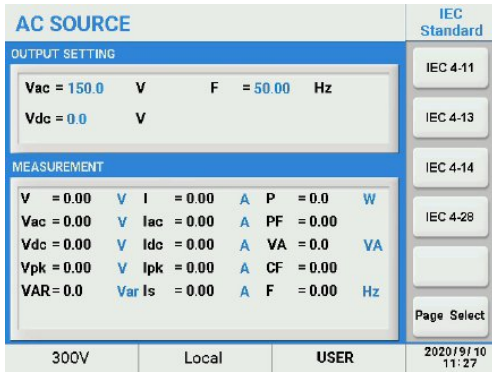 AC SOURCE
IEC
Standard
OUTPUT SETTING
Vac = 150.0 V F = 50.00 Hz
Vdc = 0.0 V
MEASUREMENT
V = 0.00 V I = 0.00 A P = 0.0 W
Vac = 0.00 V Iac = 0.00 A PF = 0.00
Vdc = 0.00 V Idc = 0.00 A VA = 0.0 VA
Vpk = 0.00 V Ipk = 0.00 A CF = 0.00
VAR= 0.0 Var Is = 0.00 A F = 0.00 Hz
IEC 4-11
IEC 4-13
IEC 4-14
IEC 4-28
Page Select
300V Local USER
2020/9/10
11:27